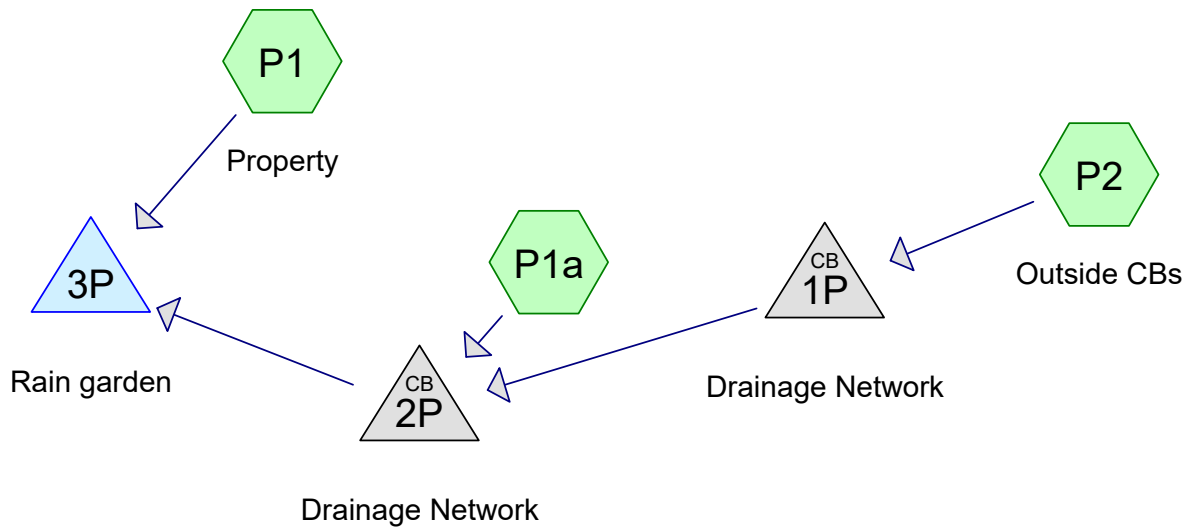 P1
Property
P2
Outside CBs
P1a
CB
1P
Drainage Network
3P
Rain garden
CB
2P
Drainage Network